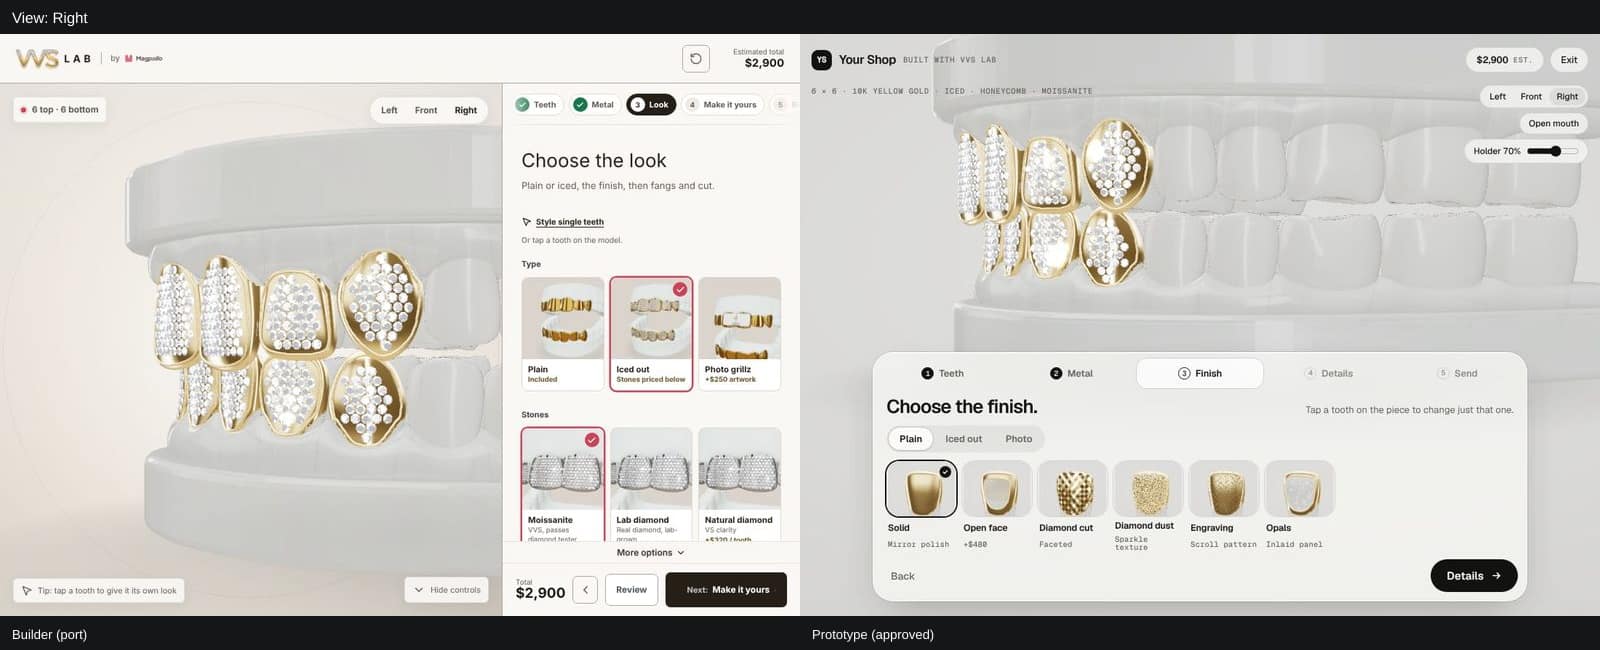 View: Right
VVS LAB | by Magpodo
Estimated total
$2,900
6 top · 6 bottom
Left Front Right
Teeth
Metal
3 Look
4 Make it yours
5
Choose the look
Plain or iced, the finish, then fangs and cut.
Style single teeth
Or tap a tooth on the model.
Type
Plain
Included
Iced out
Stones priced below
Photo grillz
+$250 artwork
Stones
Moissanite
VVS, passes
diamond tester
Lab diamond
Real diamond, lab-
grown
Natural diamond
VS clarity
+$320 / tooth
More options
Tip: tap a tooth to give it its own look
Hide controls
Total
$2,900
Review
Next: Make it yours
Builder (port)
YS Your Shop BUILT WITH VVS LAB
$2,900 EST.
Exit
6 × 6 · 10K YELLOW GOLD · ICED · HONEYCOMB · MOISSANITE
Left Front Right
Open mouth
Holder 70%
1 Teeth
2 Metal
3 Finish
4 Details
5 Send
Choose the finish.
Tap a tooth on the piece to change just that one.
Plain Iced out Photo
Solid
Mirror polish
Open face
+$480
Diamond cut
Faceted
Diamond dust
Sparkle
texture
Engraving
Scroll pattern
Opals
Inlaid panel
Back
Details →
Prototype (approved)